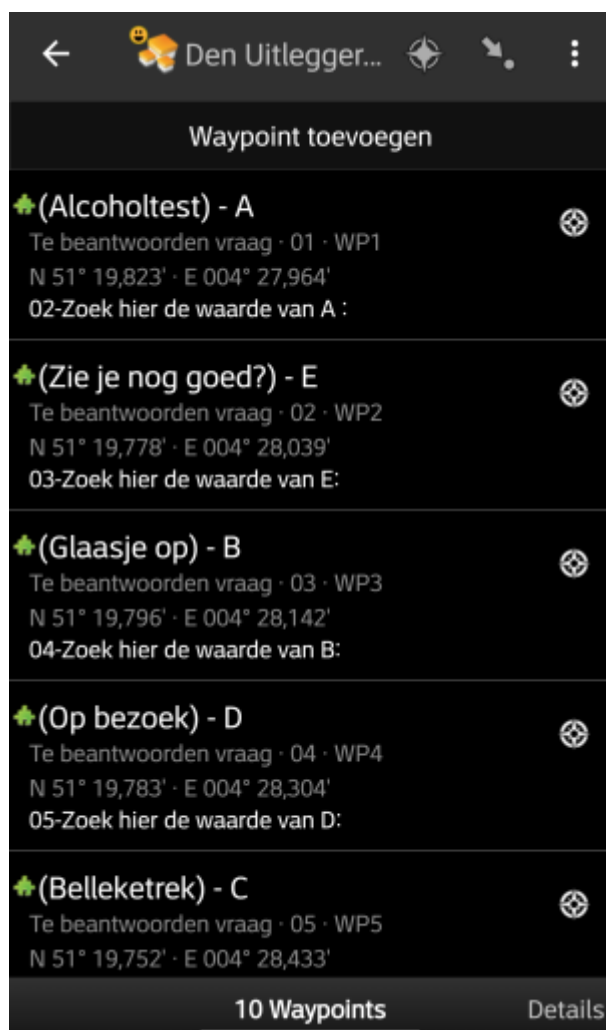 Den Uitlegger...
Waypoint toevoegen
(Alcoholtest) - A
Te beantwoorden vraag · 01 · WP1
N 51° 19,823' · E 004° 27,964'
02-Zoek hier de waarde van A :
(Zie je nog goed?) - E
Te beantwoorden vraag · 02 · WP2
N 51° 19,778' · E 004° 28,039'
03-Zoek hier de waarde van E:
(Glaasje op) - B
Te beantwoorden vraag · 03 · WP3
N 51° 19,796' · E 004° 28,142'
04-Zoek hier de waarde van B:
(Op bezoek) - D
Te beantwoorden vraag · 04 · WP4
N 51° 19,783' · E 004° 28,304'
05-Zoek hier de waarde van D:
(Belleketrek) - C
Te beantwoorden vraag · 05 · WP5
N 51° 19,752' · E 004° 28,433'
10 Waypoints Details